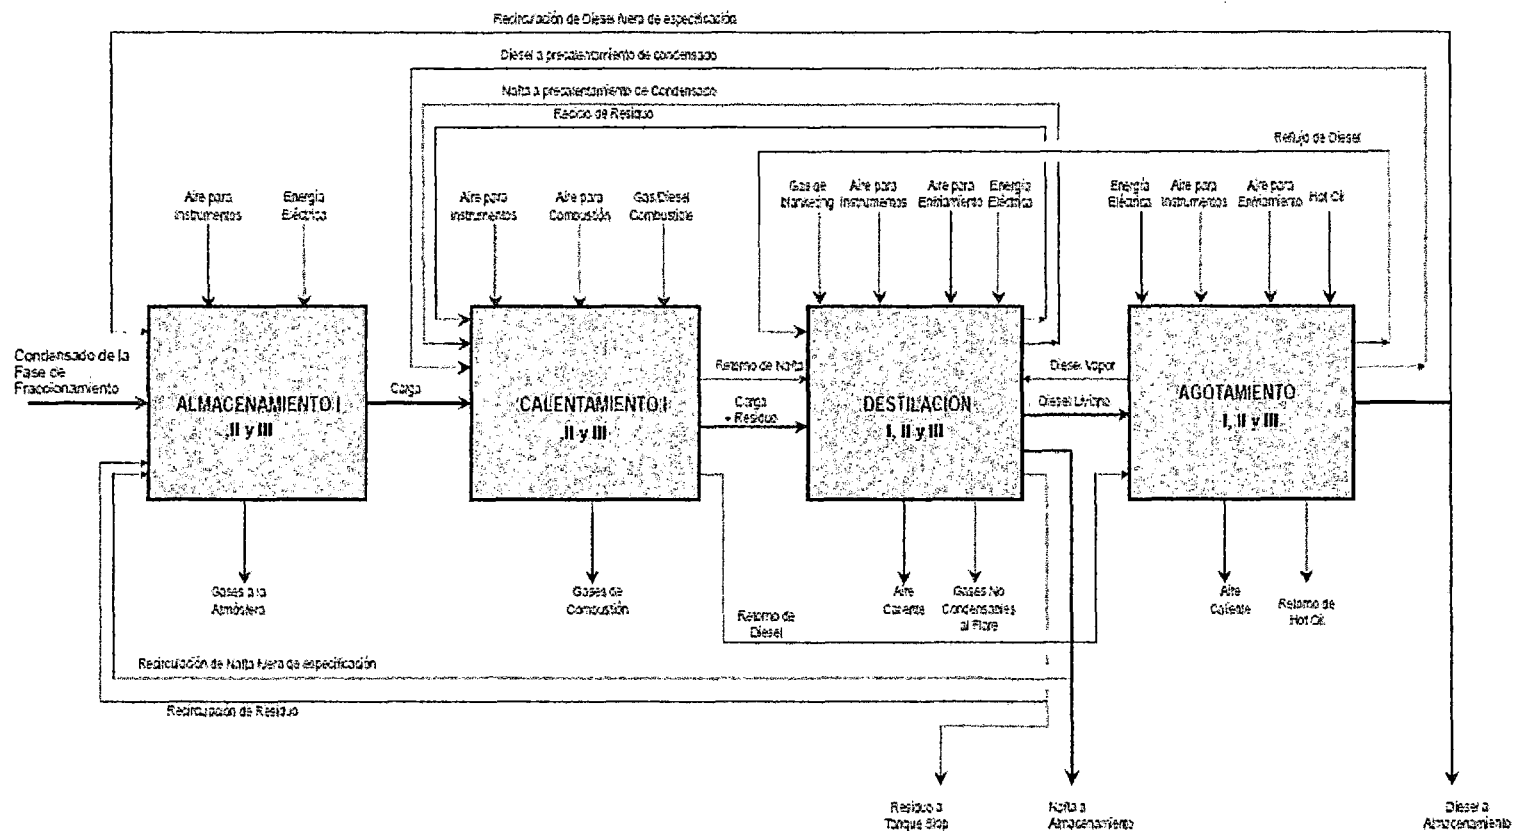 Recirculación de Diesel fuera de especificación
Diesel a precalentamiento de condensado
Nafta a precalentamiento de Condensado
Reciclo de Residuo
Reflujo de Diesel
Aire para
Instrumentos
Energía
Eléctrica
Aire para
Instrumentos
Aire para
Combustión
Gas/Diesel
Combustible
Gas de
Blanketing
Aire para
Instrumentos
Aire para
Enfriamiento
Energía
Eléctrica
Energía
Eléctrica
Aire para
Instrumentos
Aire para
Enfriamiento
Hot Oil
Condensado de la
Fase de
Fraccionamiento
ALMACENAMIENTO I
,II y III
Carga
CALENTAMIENTO I
,II y III
Retorno de Nafta
Carga
+ Residuo
DESTILACION
I, II y III
Diesel Vapor
Diesel Liviano
AGOTAMIENTO
I, II y III
Gases a la
Atmósfera
Gases de
Combustión
Aire
Caliente
Gases No
Condensables
al Flare
Aire
Caliente
Retorno de
Hot Oil
Retorno de
Diesel
Recirculación de Nafta fuera de especificación
Recirculación de Residuo
Residuo a
Tanque Slop
Nafta a
Almacenamiento
Diesel a
Almacenamiento